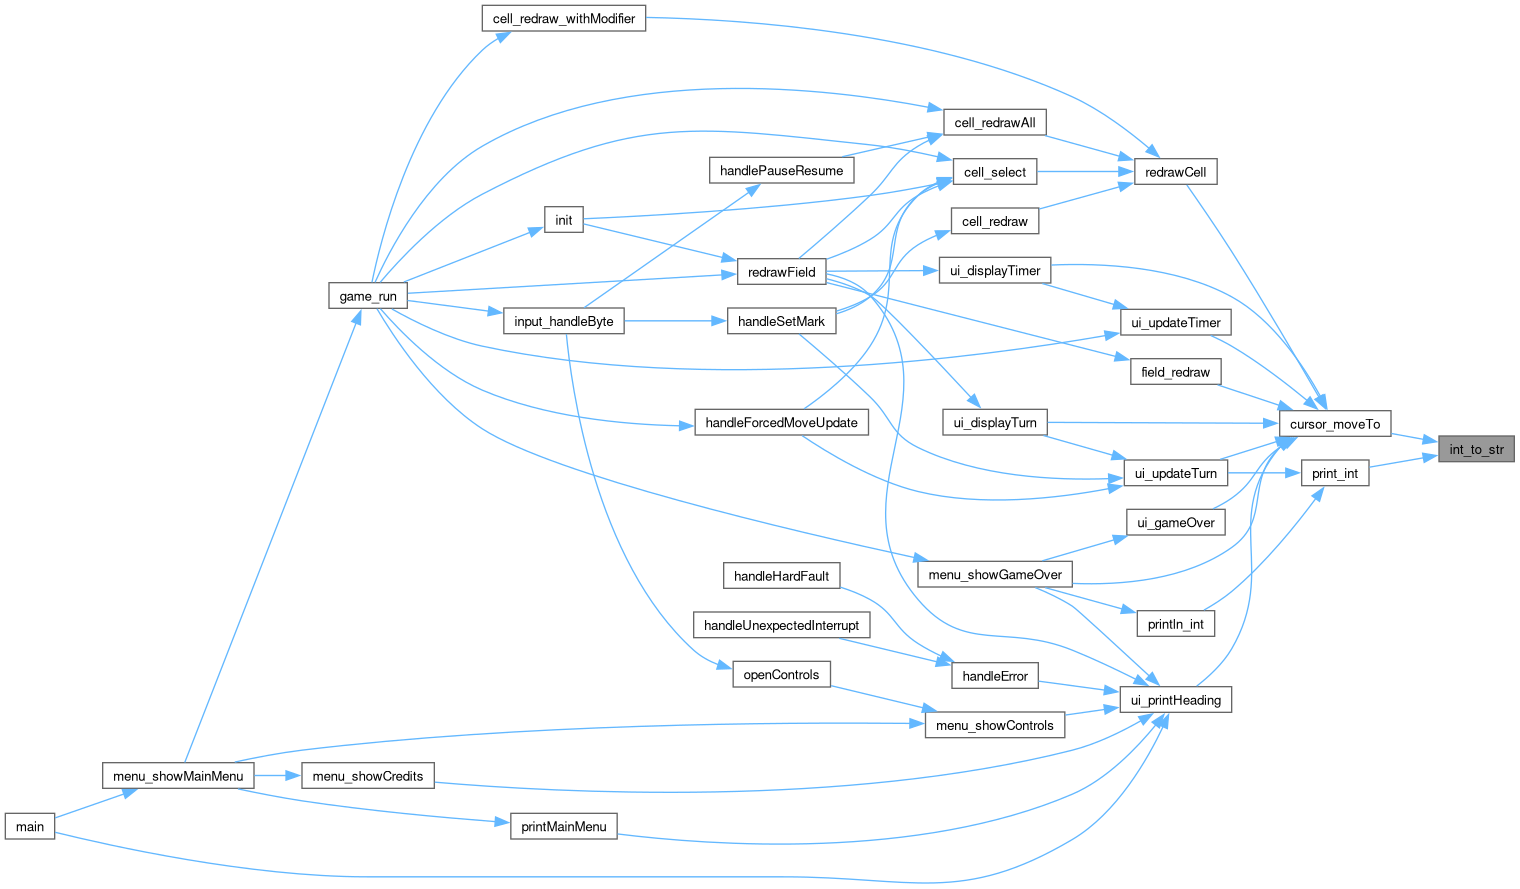 cell_redraw_withModifier
cell_redrawAll
handlePauseResume
cell_select
redrawCell
init
cell_redraw
redrawField
ui_displayTimer
game_run
input_handleByte
handleSetMark
ui_updateTimer
field_redraw
handleForcedMoveUpdate
ui_displayTurn
cursor_moveTo
int_to_str
ui_updateTurn
print_int
ui_gameOver
handleHardFault
menu_showGameOver
handleUnexpectedInterrupt
println_int
openControls
handleError
ui_printHeading
menu_showControls
menu_showMainMenu
menu_showCredits
main
printMainMenu